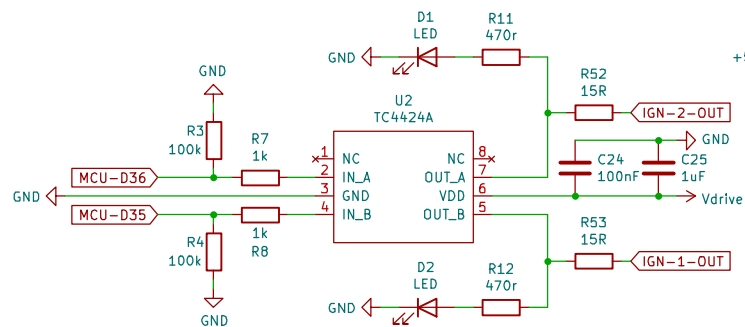 D1
LED
R11
470r
GND
+5
GND
R52
15R
IGN-2-OUT
U2
TC4424A
R3
100k
R7
1k
MCU-D36
1
NC
NC
8
2
IN_A
OUT_A
7
GND
3
GND
VDD
6
4
IN_B
OUT_B
5
C24
100nF
GND
C25
1uF
Vdrive
MCU-D35
1k
R8
R4
100k
R53
15R
IGN-1-OUT
D2
LED
R12
470r
GND
GND